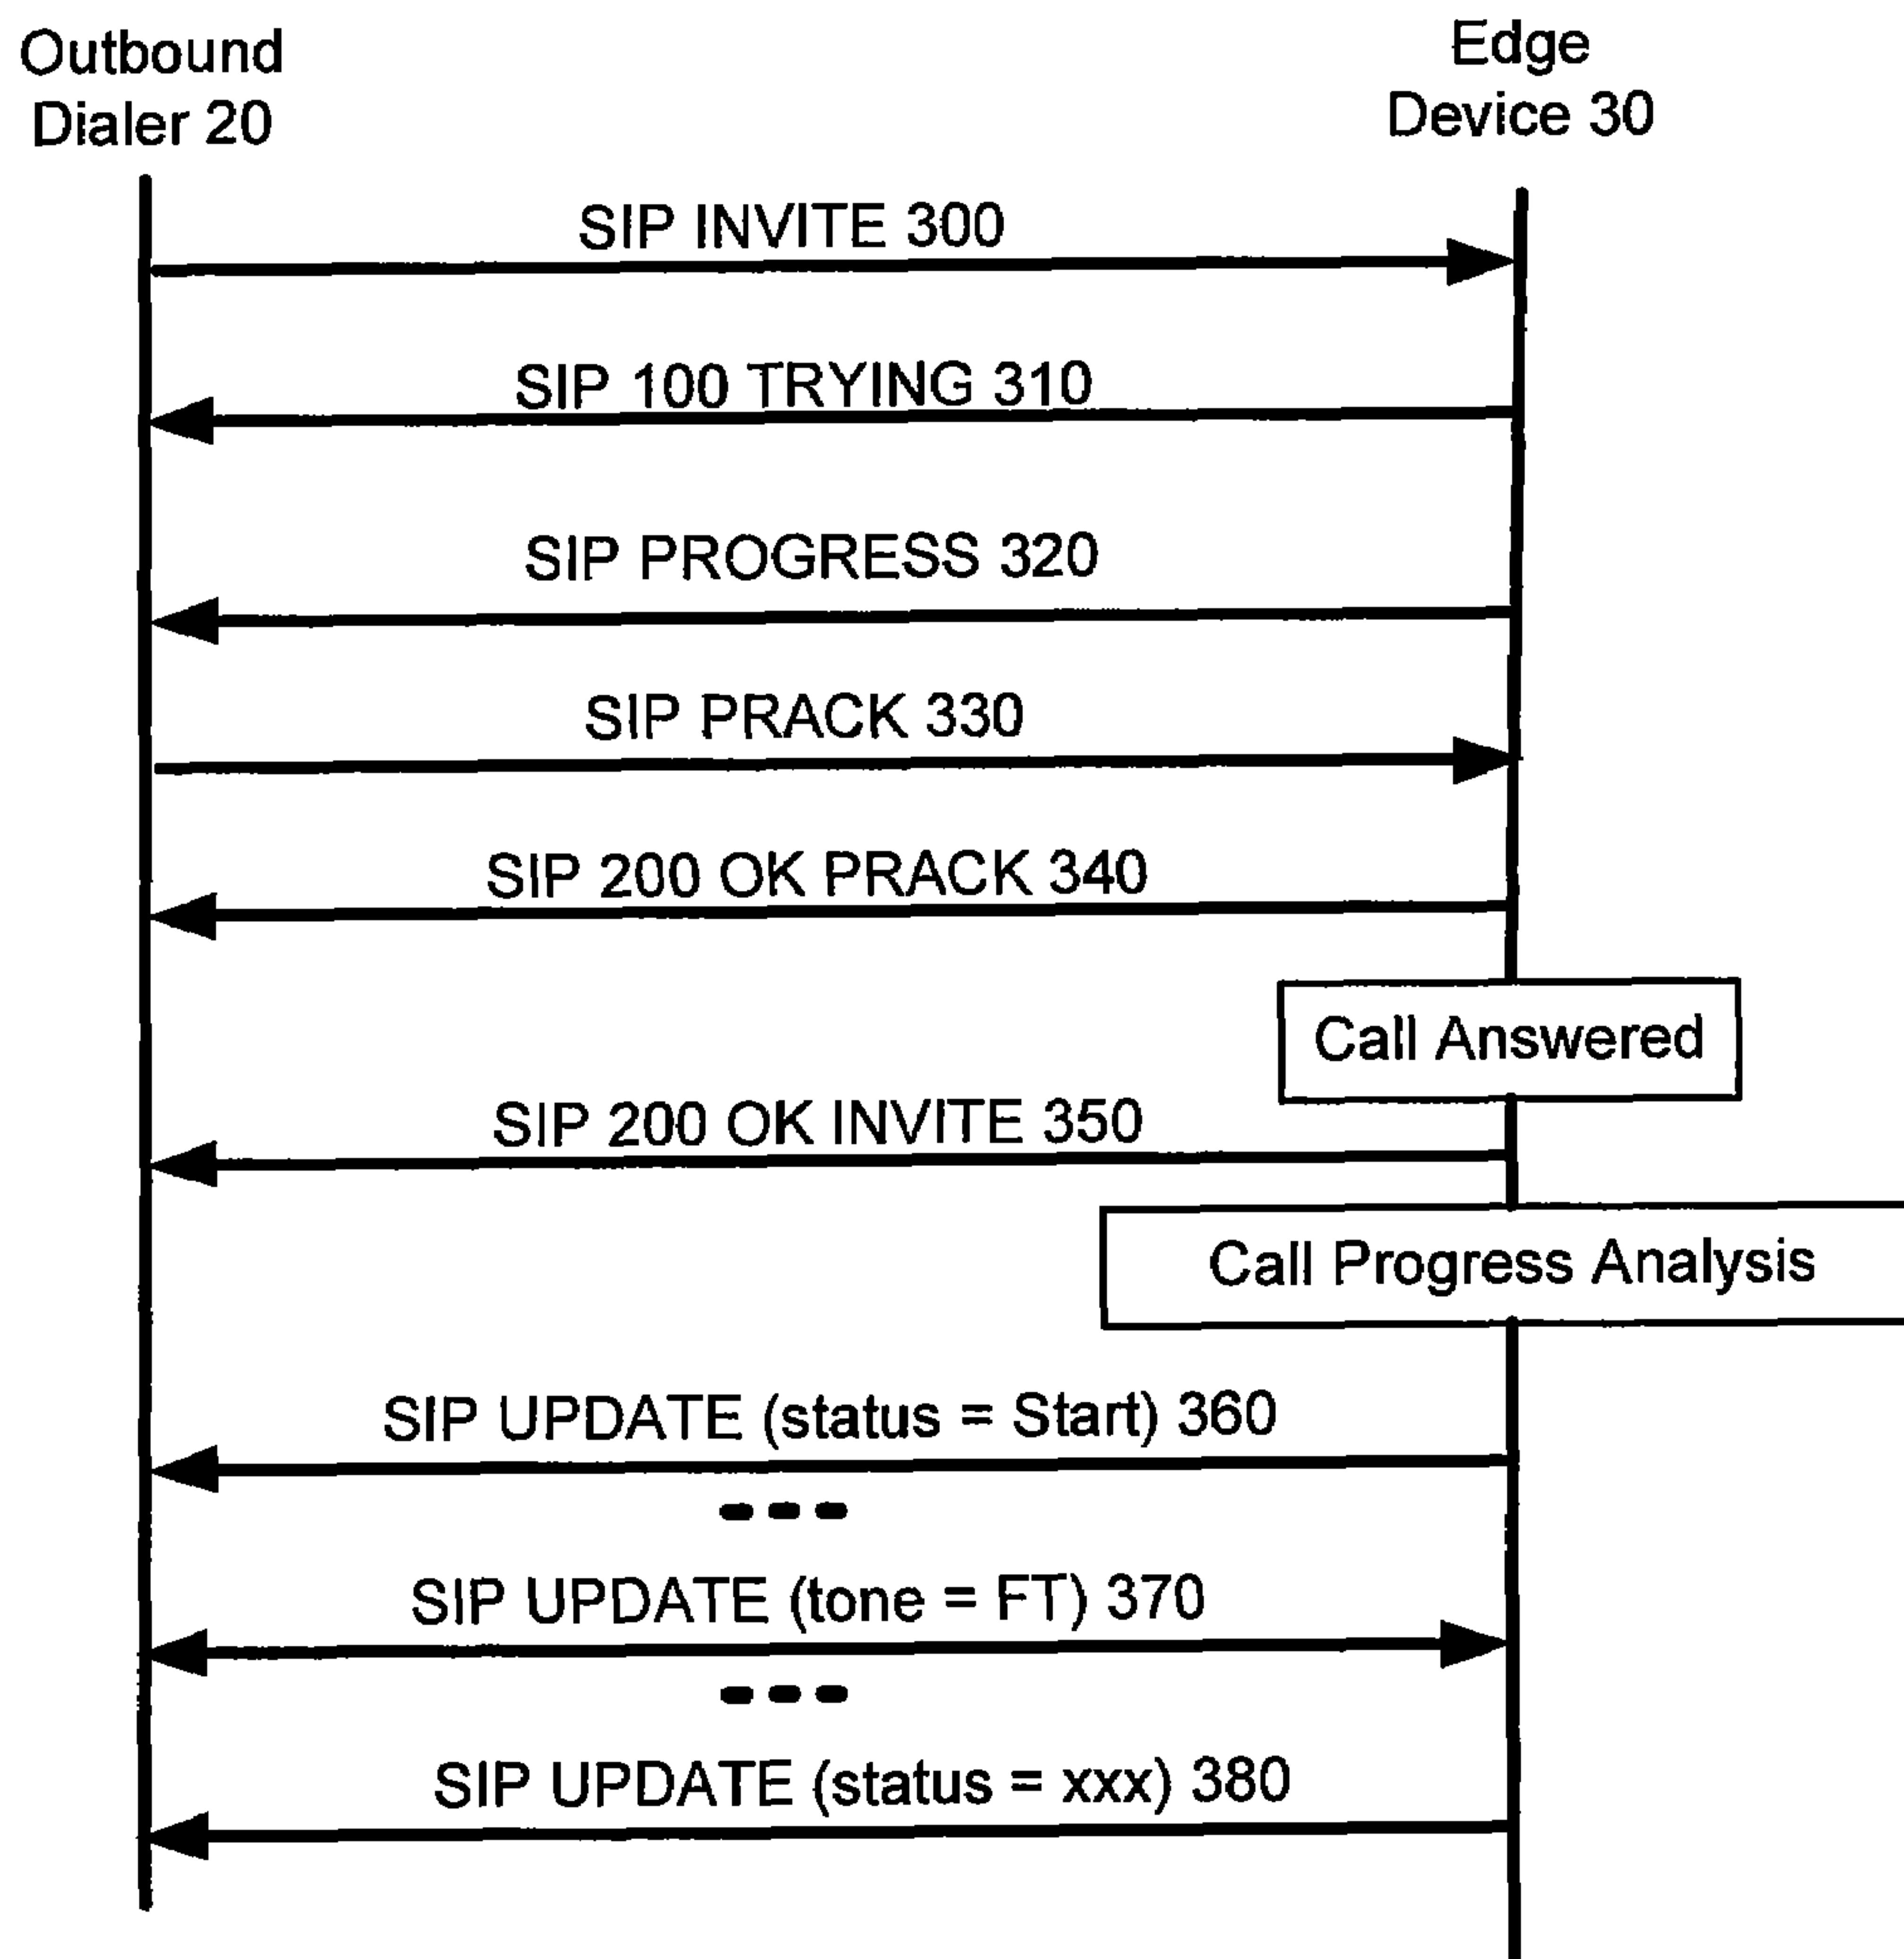 Outbound
Dialer 20
Edge
Device 30
SIP INVITE 300
SIP 100 TRYING 310
SIP PROGRESS 320
SIP PRACK 330
SIP 200 OK PRACK 340
Call Answered
SIP 200 OK INVITE 350
Call Progress Analysis
SIP UPDATE (status = Start) 360
SIP UPDATE (tone = FT) 370
SIP UPDATE (status = xxx) 380